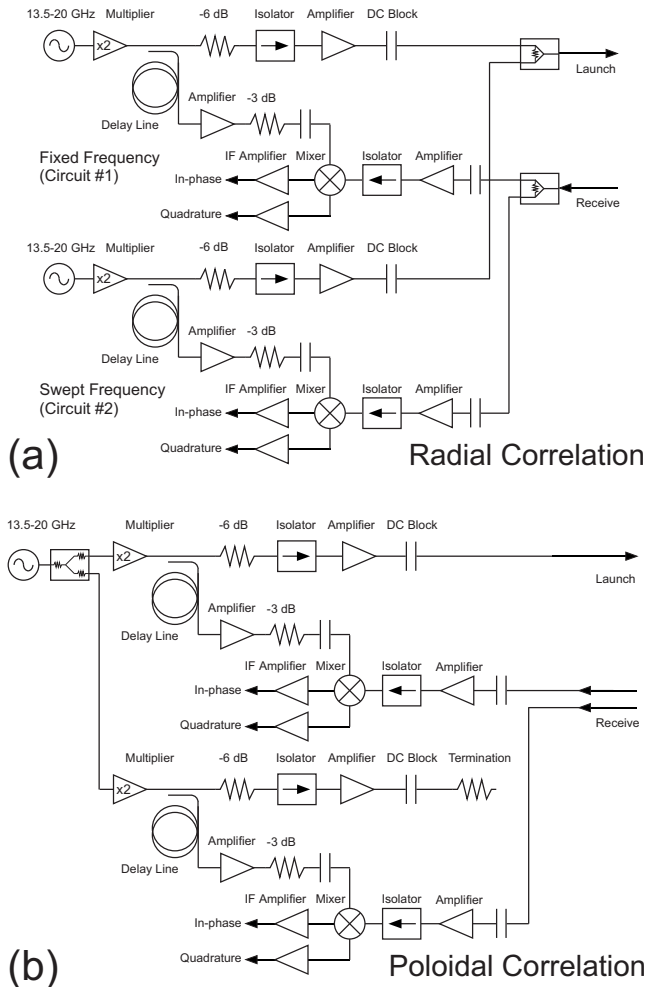 13.5-20 GHz Multiplier -6 dB Isolator Amplifier DC Block
x2
Launch
Amplifier -3 dB
Delay Line
Fixed Frequency
(Circuit #1)
IF Amplifier Mixer Isolator Amplifier
In-phase
Receive
Quadrature
13.5-20 GHz Multiplier -6 dB Isolator Amplifier DC Block
x2
Amplifier -3 dB
Delay Line
Swept Frequency
(Circuit #2)
IF Amplifier Mixer Isolator Amplifier
In-phase
Quadrature
(a) Radial Correlation
13.5-20 GHz Multiplier -6 dB Isolator Amplifier DC Block
x2
Launch
Amplifier -3 dB
Delay Line
IF Amplifier Mixer Isolator Amplifier
In-phase
Receive
Quadrature
Multiplier -6 dB Isolator Amplifier DC Block Termination
x2
Amplifier -3 dB
Delay Line
IF Amplifier Mixer Isolator Amplifier
In-phase
Quadrature
(b) Poloidal Correlation